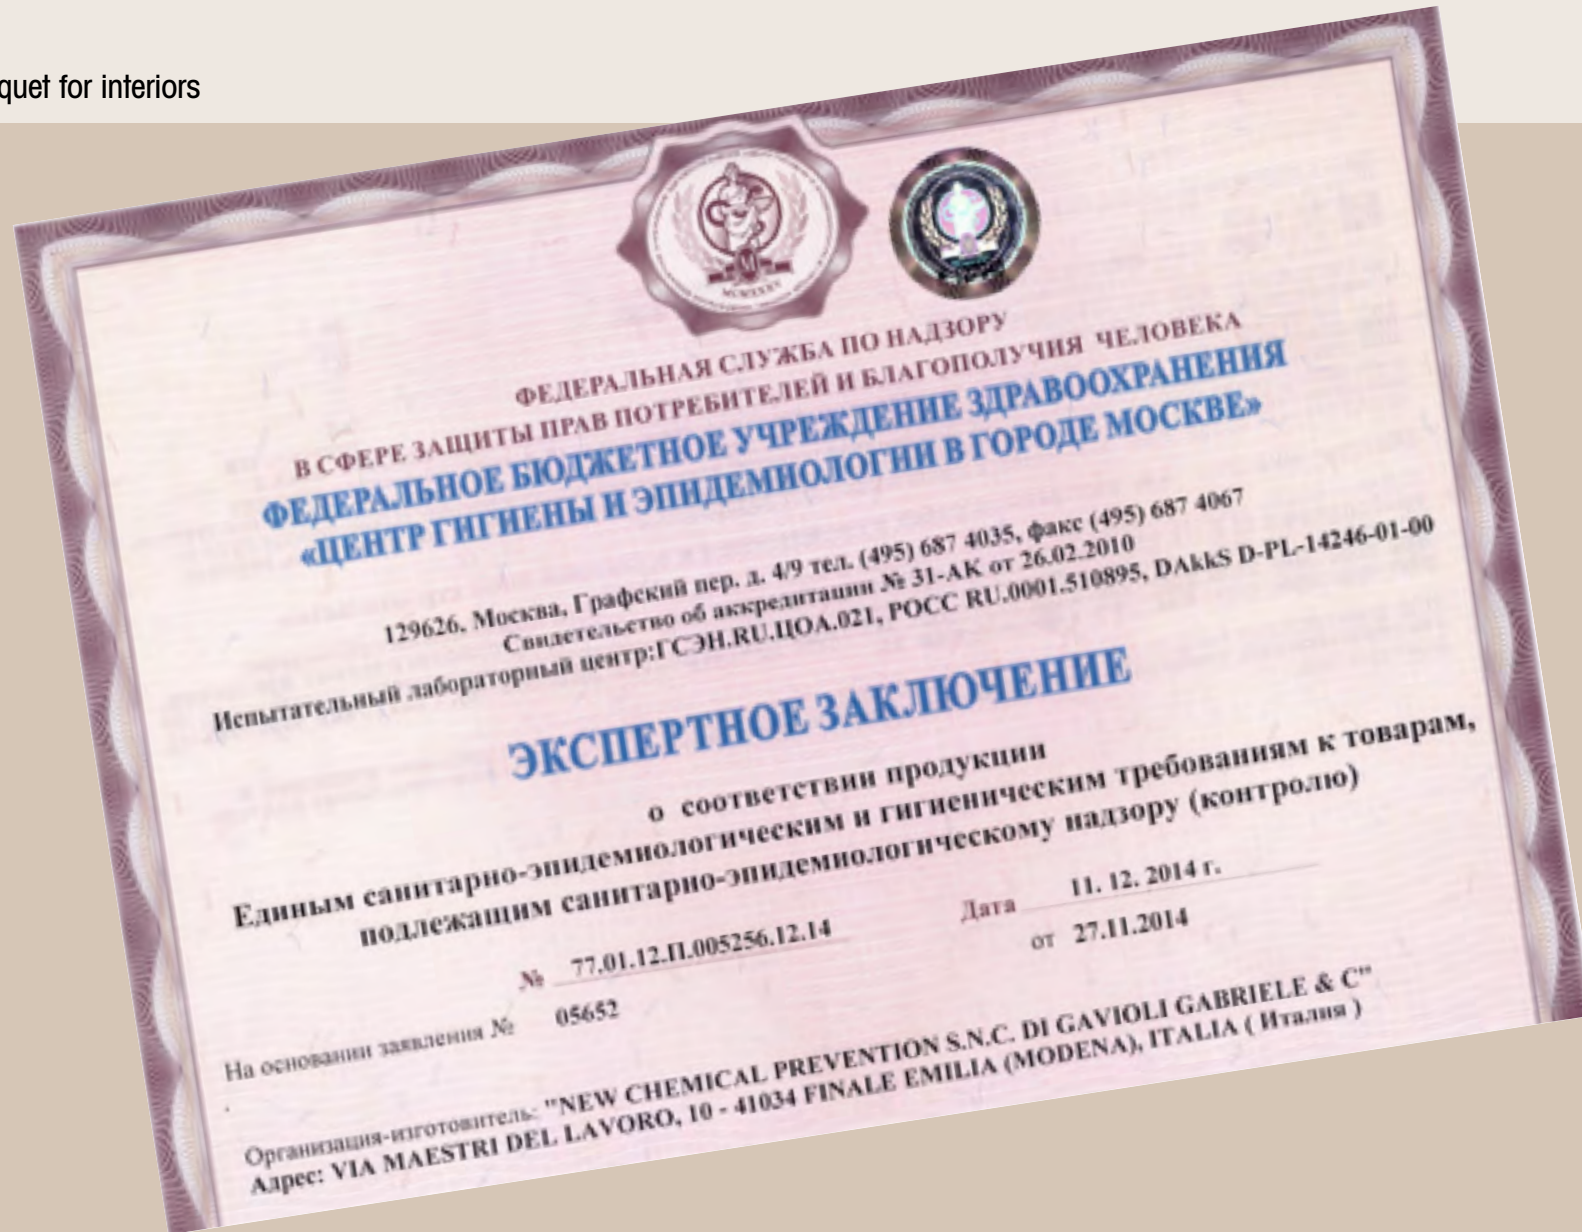 quet for interiors
ФЕДЕРАЛЬНАЯ СЛУЖБА ПО НАДЗОРУ
В СФЕРЕ ЗАЩИТЫ ПРАВ ПОТРЕБИТЕЛЕЙ И БЛАГОПОЛУЧИЯ ЧЕЛОВЕКА
ФЕДЕРАЛЬНОЕ БЮДЖЕТНОЕ УЧРЕЖДЕНИЕ ЗДРАВООХРАНЕНИЯ
«ЦЕНТР ГИГИЕНЫ И ЭПИДЕМИОЛОГИИ В ГОРОДЕ МОСКВЕ»
129626, Москва, Графский пер. д. 4/9 тел. (495) 687 4035, факс (495) 687 4067
Свидетельство об аккредитации № 31-АК от 26.02.2010
Испытательный лабораторный центр:ГСЭН.RU.ЦОА.021, РОСС RU.0001.510895, DAkkS D-PL-14246-01-00
ЭКСПЕРТНОЕ ЗАКЛЮЧЕНИЕ
о соответствии продукции
Единым санитарно-эпидемиологическим и гигиеническим требованиям к товарам,
подлежащим санитарно-эпидемиологическому надзору (контролю)
№ 77.01.12.П.005256.12.14 Дата 11. 12. 2014 г.
На основании заявления № 05652 от 27.11.2014
Организация-изготовитель: "NEW CHEMICAL PREVENTION S.N.C. DI GAVIOLI GABRIELE & C"
Адрес: VIA MAESTRI DEL LAVORO, 10 - 41034 FINALE EMILIA (MODENA), ITALIA ( Италия )